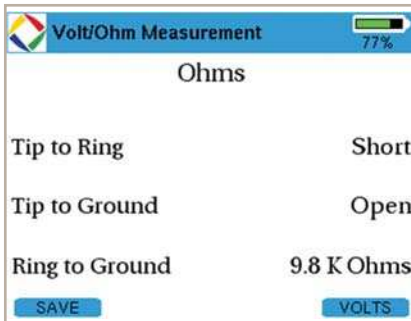 Volt/Ohm Measurement 77%
Ohms
Tip to Ring Short
Tip to Ground Open
Ring to Ground 9.8 K Ohms
SAVE VOLTS